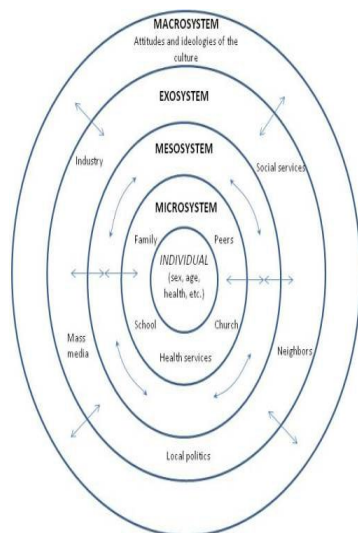 MACROSYSTEM
Attitudes and ideologies of the
culture
EXOSYSTEM
MESOSYSTEM
Industry
Social services
MICROSYSTEM
Family
Peers
INDIVIDUAL
(sex, age,
health, etc.)
School
Church
Mass
media
Health services
Neighbors
Local politics